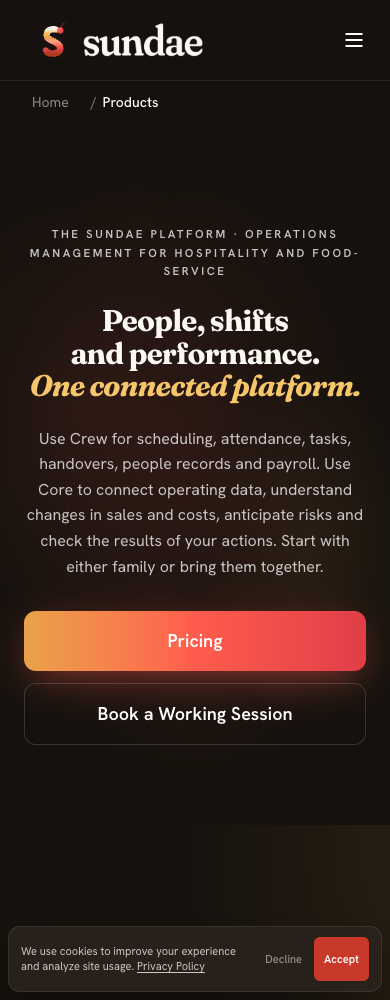 sundae
Home / Products
THE SUNDAE PLATFORM · OPERATIONS
MANAGEMENT FOR HOSPITALITY AND FOOD-
SERVICE
People, shifts
and performance.
One connected platform.
Use Crew for scheduling, attendance, tasks,
handovers, people records and payroll. Use
Core to connect operating data, understand
changes in sales and costs, anticipate risks and
check the results of your actions. Start with
either family or bring them together.
Pricing
Book a Working Session
We use cookies to improve your experience
and analyze site usage. Privacy Policy
Decline
Accept